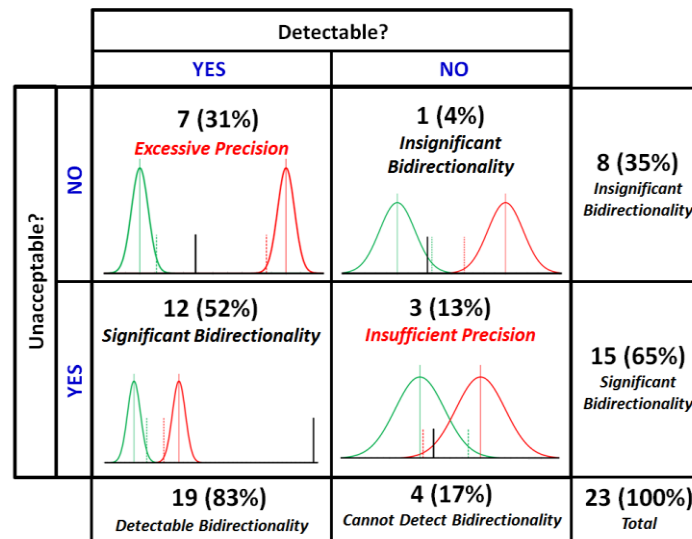 Detectable?
YES
NO
Unacceptable?
NO
7 (31%)
Excessive Precision
1 (4%)
Insignificant
Bidirectionality
8 (35%)
Insignificant
Bidirectionality
YES
12 (52%)
Significant Bidirectionality
3 (13%)
Insufficient Precision
15 (65%)
Significant
Bidirectionality
19 (83%)
Detectable Bidirectionality
4 (17%)
Cannot Detect Bidirectionality
23 (100%)
Total